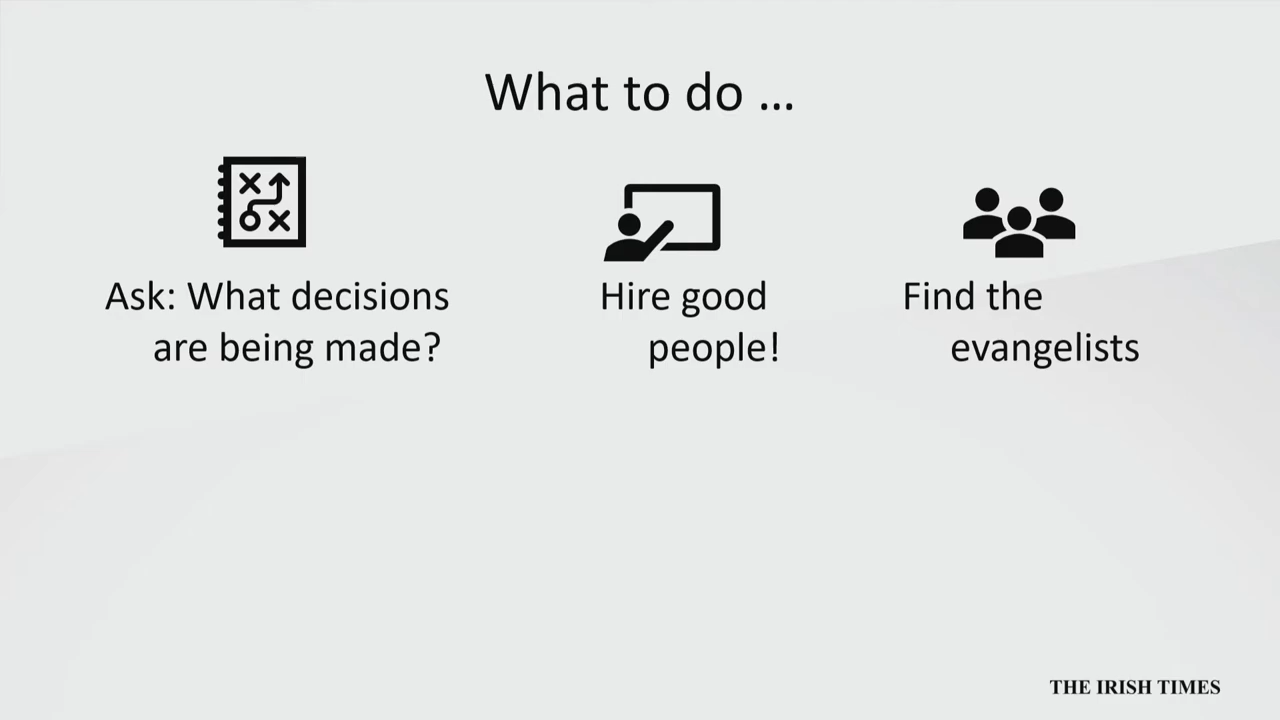 What to do ...
Ask: What decisions
are being made?
Hire good
people!
Find the
evangelists
THE IRISH TIMES